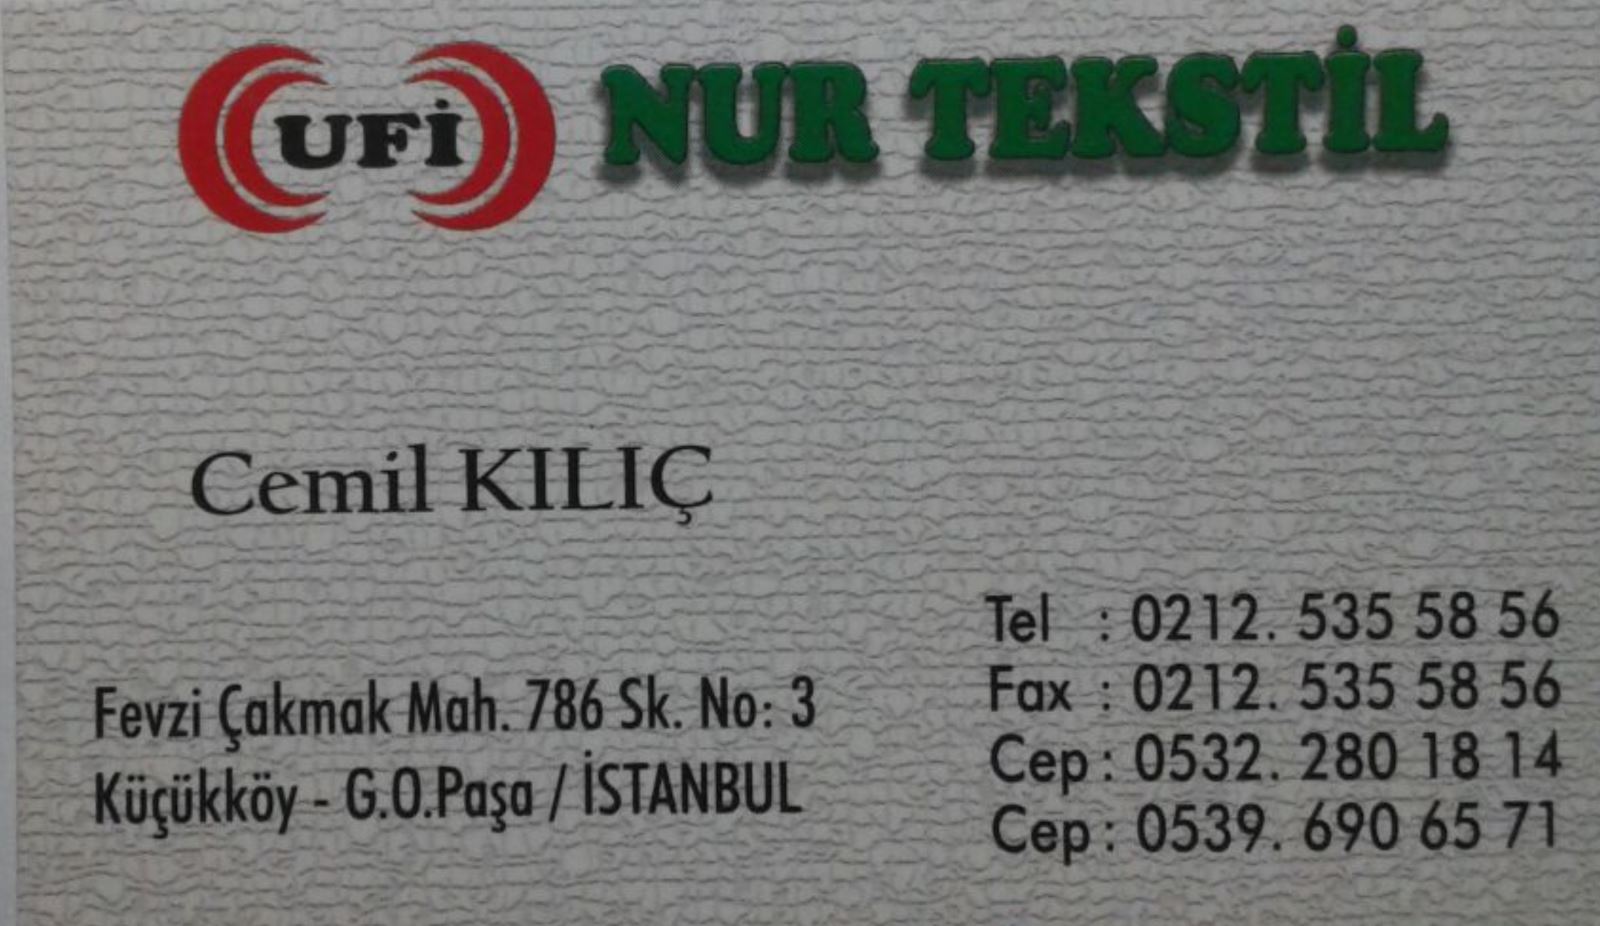 UFİ NUR TEKSTİL
Cemil KILIÇ
Fevzi Çakmak Mah. 786 Sk. No: 3
Küçükköy - G.O.Paşa / İSTANBUL
Tel : 0212. 535 58 56
Fax : 0212. 535 58 56
Cep : 0532. 280 18 14
Cep : 0539. 690 65 71